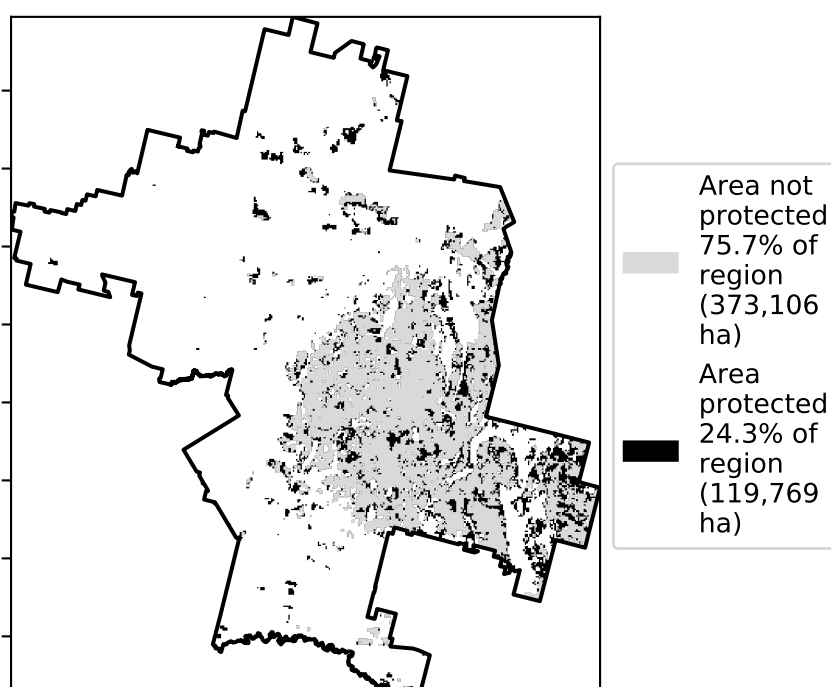 Area not
protected
75.7% of
region
(373,106
ha)
Area
protected
24.3% of
region
(119,769
ha)